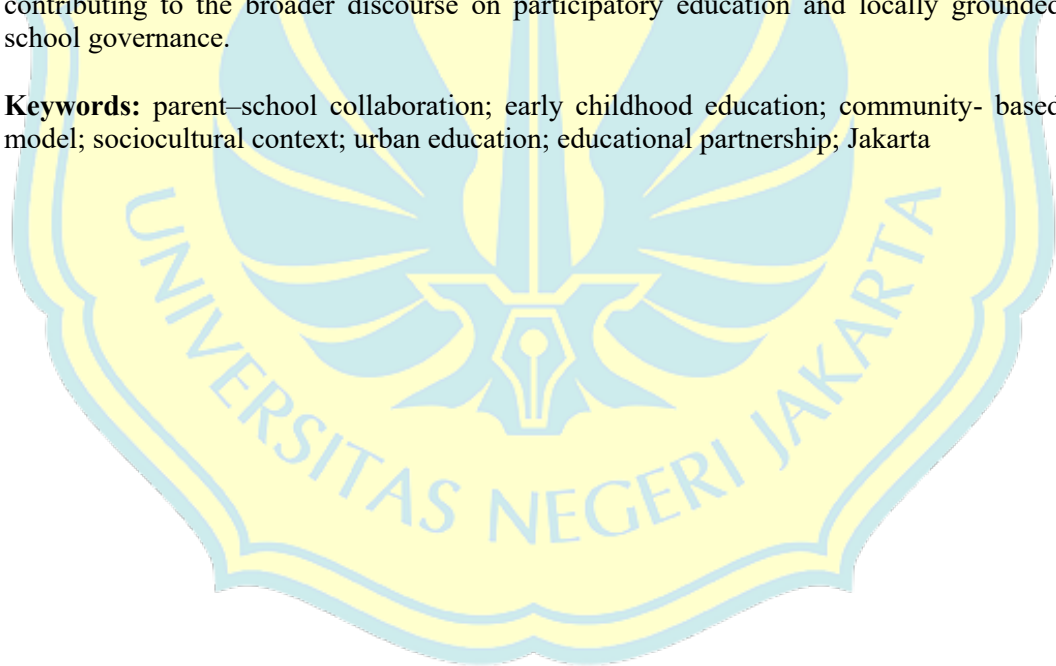 contributing to the broader discourse on participatory education and locally grounded
school governance.
Keywords: parent–school collaboration; early childhood education; community- based
model; sociocultural context; urban education; educational partnership; Jakarta
UNIVERSITAS NEGERI JAKARTA